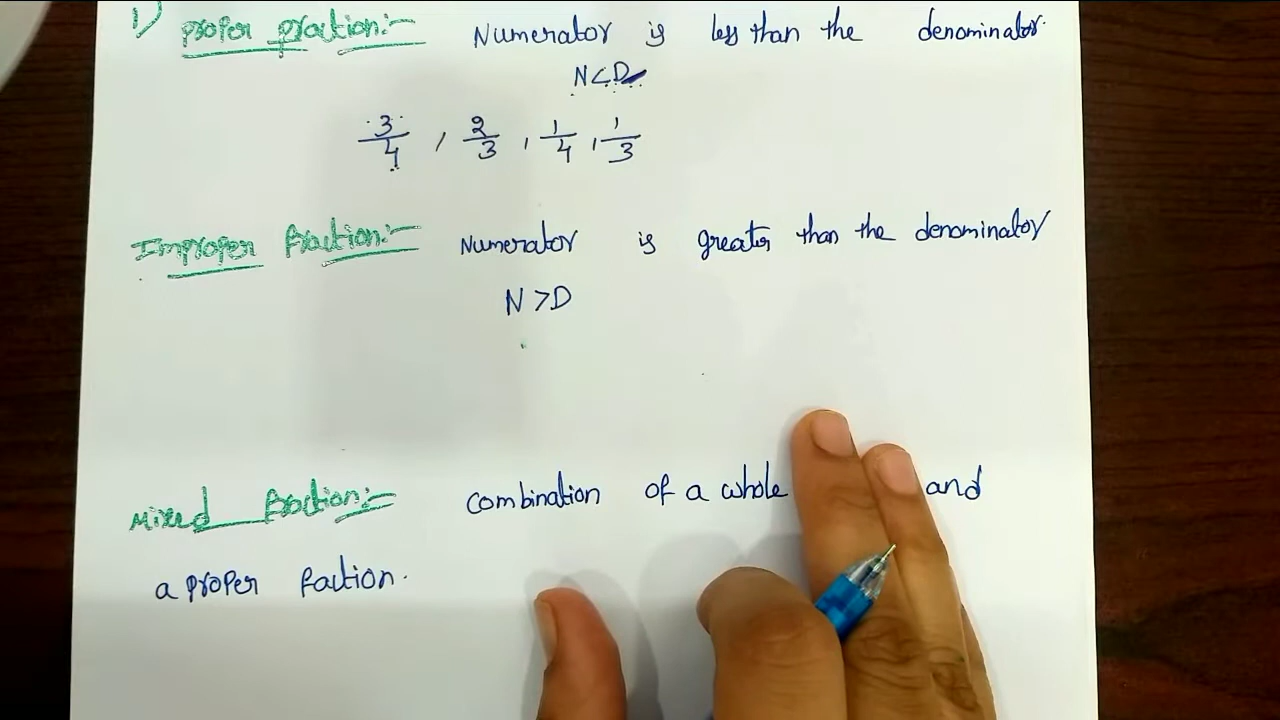 1) Proper fraction:- Numerator is less than the denominator.
N<D
3/4, 2/3, 1/4, 1/3
Improper fraction:- Numerator is greater than the denominator
N>D
Mixed fraction:- combination of a whole and
a proper faction.